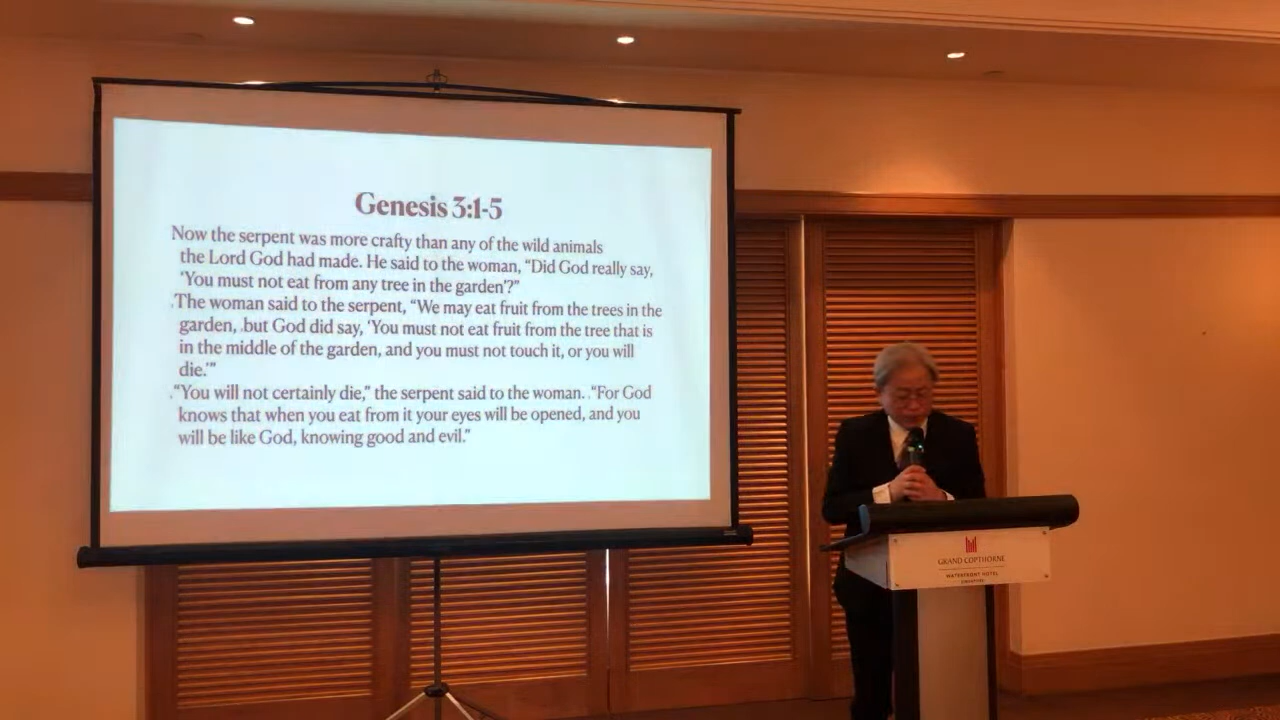 Genesis 3:1-5
Now the serpent was more crafty than any of the wild animals
the Lord God had made. He said to the woman, “Did God really say,
‘You must not eat from any tree in the garden’?”
.The woman said to the serpent, “We may eat fruit from the trees in the
garden, .but God did say, ‘You must not eat fruit from the tree that is
in the middle of the garden, and you must not touch it, or you will
die.’”
.“You will not certainly die,” the serpent said to the woman. .“For God
knows that when you eat from it your eyes will be opened, and you
will be like God, knowing good and evil.”
GRAND COPTHORNE
WATERFRONT HOTEL
SINGAPORE